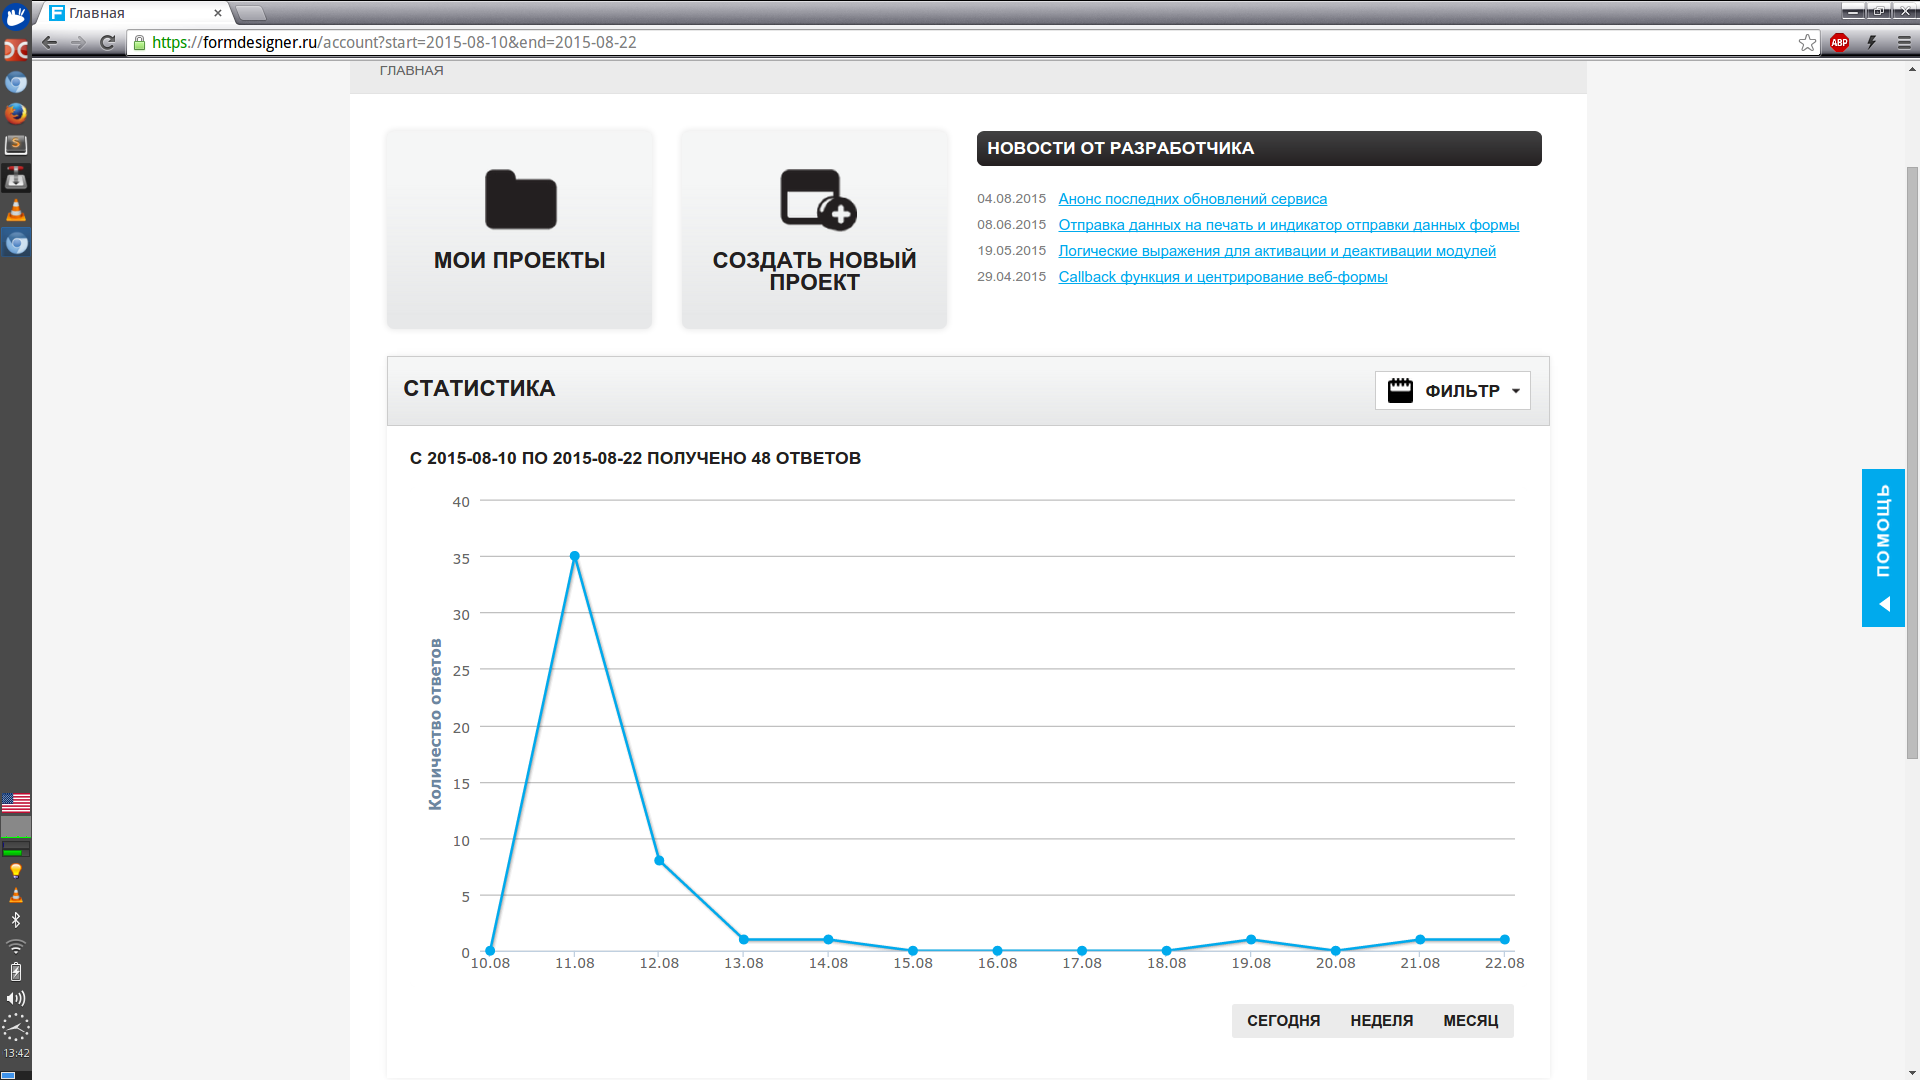 Главная
https://formdesigner.ru/account?start=2015-08-10&end=2015-08-22
ABP
ГЛАВНАЯ
МОИ ПРОЕКТЫ
СОЗДАТЬ НОВЫЙ
ПРОЕКТ
НОВОСТИ ОТ РАЗРАБОТЧИКА
04.08.2015 Анонс последних обновлений сервиса
08.06.2015 Отправка данных на печать и индикатор отправки данных формы
19.05.2015 Логические выражения для активации и деактивации модулей
29.04.2015 Callback функция и центрирование веб-формы
СТАТИСТИКА
ФИЛЬТР
С 2015-08-10 ПО 2015-08-22 ПОЛУЧЕНО 48 ОТВЕТОВ
Количество ответов
40
35
30
25
20
15
10
5
0
10.08 11.08 12.08 13.08 14.08 15.08 16.08 17.08 18.08 19.08 20.08 21.08 22.08
СЕГОДНЯ НЕДЕЛЯ МЕСЯЦ
ПОМОЩЬ
13:42